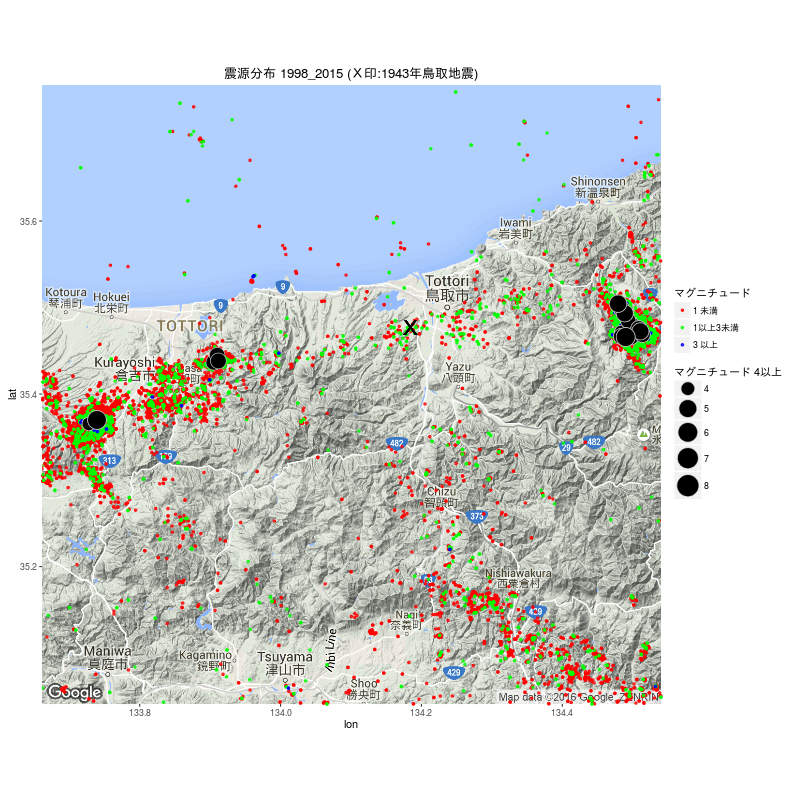 震源分布 1998_2015 (X印:1943年鳥取地震)
Shinonsen
新温泉町
Iwami
岩美町
35.6
Tottori
鳥取市
9
Kotoura
琴浦町
Hokuei
北栄町
9
TOTTORI
Kurayoshi
倉吉市
X
Yazu
八頭町
lat
35.4
482
29
482
313
Chizu
智頭町
373
35.2
Nishiawakura
西粟倉村
429
Nagi
奈義町
Maniwa
真庭市
Kagamino
鏡野町
Tsuyama
津山市
Shoo
勝央町
429
Google
Map data ©2016 Google, ZENRIN
133.8
134.0
134.2
134.4
lon
マグニチュード
1 未満
1以上3未満
3 以上
マグニチュード 4以上
4
5
6
7
8